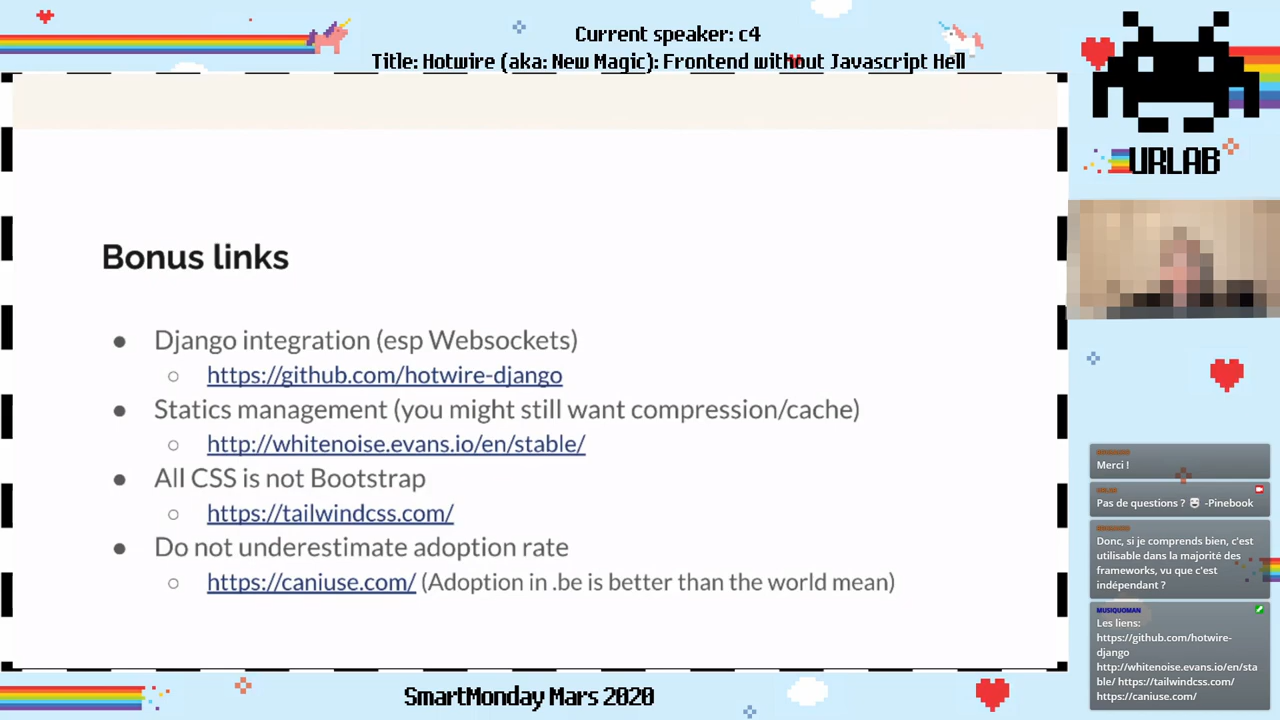 Current speaker: c4
Title: Hotwire (aka: New Magic): Frontend without Javascript Hell
URLAB
Bonus links
● Django integration (esp Websockets)
○ https://github.com/hotwire-django
● Statics management (you might still want compression/cache)
○ http://whitenoise.evans.io/en/stable/
● All CSS is not Bootstrap
○ https://tailwindcss.com/
● Do not underestimate adoption rate
○ https://caniuse.com/ (Adoption in .be is better than the world mean)
Merci !
Pas de questions ? -Pinebook
Donc, si je comprends bien, c'est
utilisable dans la majorité des
frameworks, vu que c'est
indépendant ?
MUSIQUOMAN
Les liens:
https://github.com/hotwire-
django
http://whitenoise.evans.io/en/sta
ble/ https://tailwindcss.com/
https://caniuse.com/
SmartMonday Mars 2020